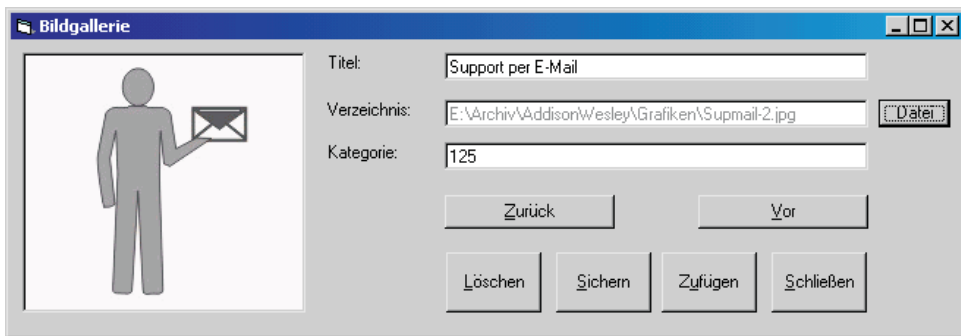 Bildgallerie
Titel:
Support per E-Mail
Verzeichnis:
E:\Archiv\AddisonWesley\Grafiken\Supmail-2.jpg
Datei
Kategorie:
125
Zurück
Vor
Löschen
Sichern
Zufügen
Schließen